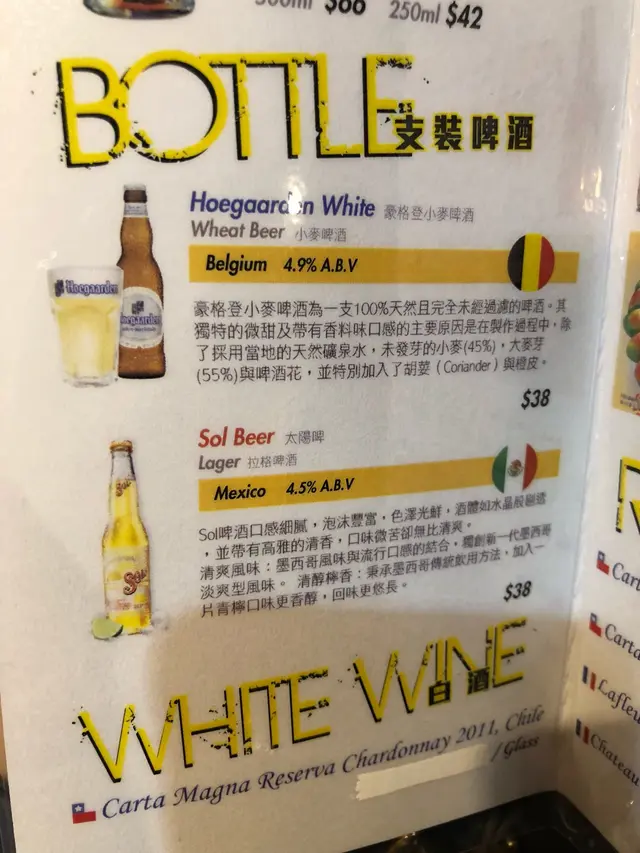 $66 250ml $42
BOTTLE
支裝啤酒
Hoegaarden White 豪格登小麥啤酒
Wheat Beer 小麥啤酒
Belgium 4.9% A.B.V
豪格登小麥啤酒為一支100%天然且完全未經過濾的啤酒。其
獨特的微甜及帶有香料味口感的主要原因是在製作過程中，除
了採用當地的天然礦泉水，未發芽的小麥(45%)，大麥芽
(55%)與啤酒花，並特別加入了胡荽（Coriander）與橙皮。
$38
Hoegaarden
Sol Beer 太陽啤
Lager 拉格啤酒
Mexico 4.5% A.B.V
Sol啤酒口感細膩，泡沫豐富，色澤光鮮，酒體如水晶般剔透
，並帶有高雅的清香，口味微苦卻無比清爽。
清爽風味：墨西哥風味與流行口感的結合，獨創新一代墨西哥
淡爽型風味。 清醇檸香：秉承墨西哥傳統飲用方法，加入一
片青檸口味更香醇，回味更悠長。
$38
Sol
WHITE WINE
白酒
Carta Magna Reserva Chardonnay 2011, Chile
/ Glass
Cart
Carta
Lafleu
Chateau